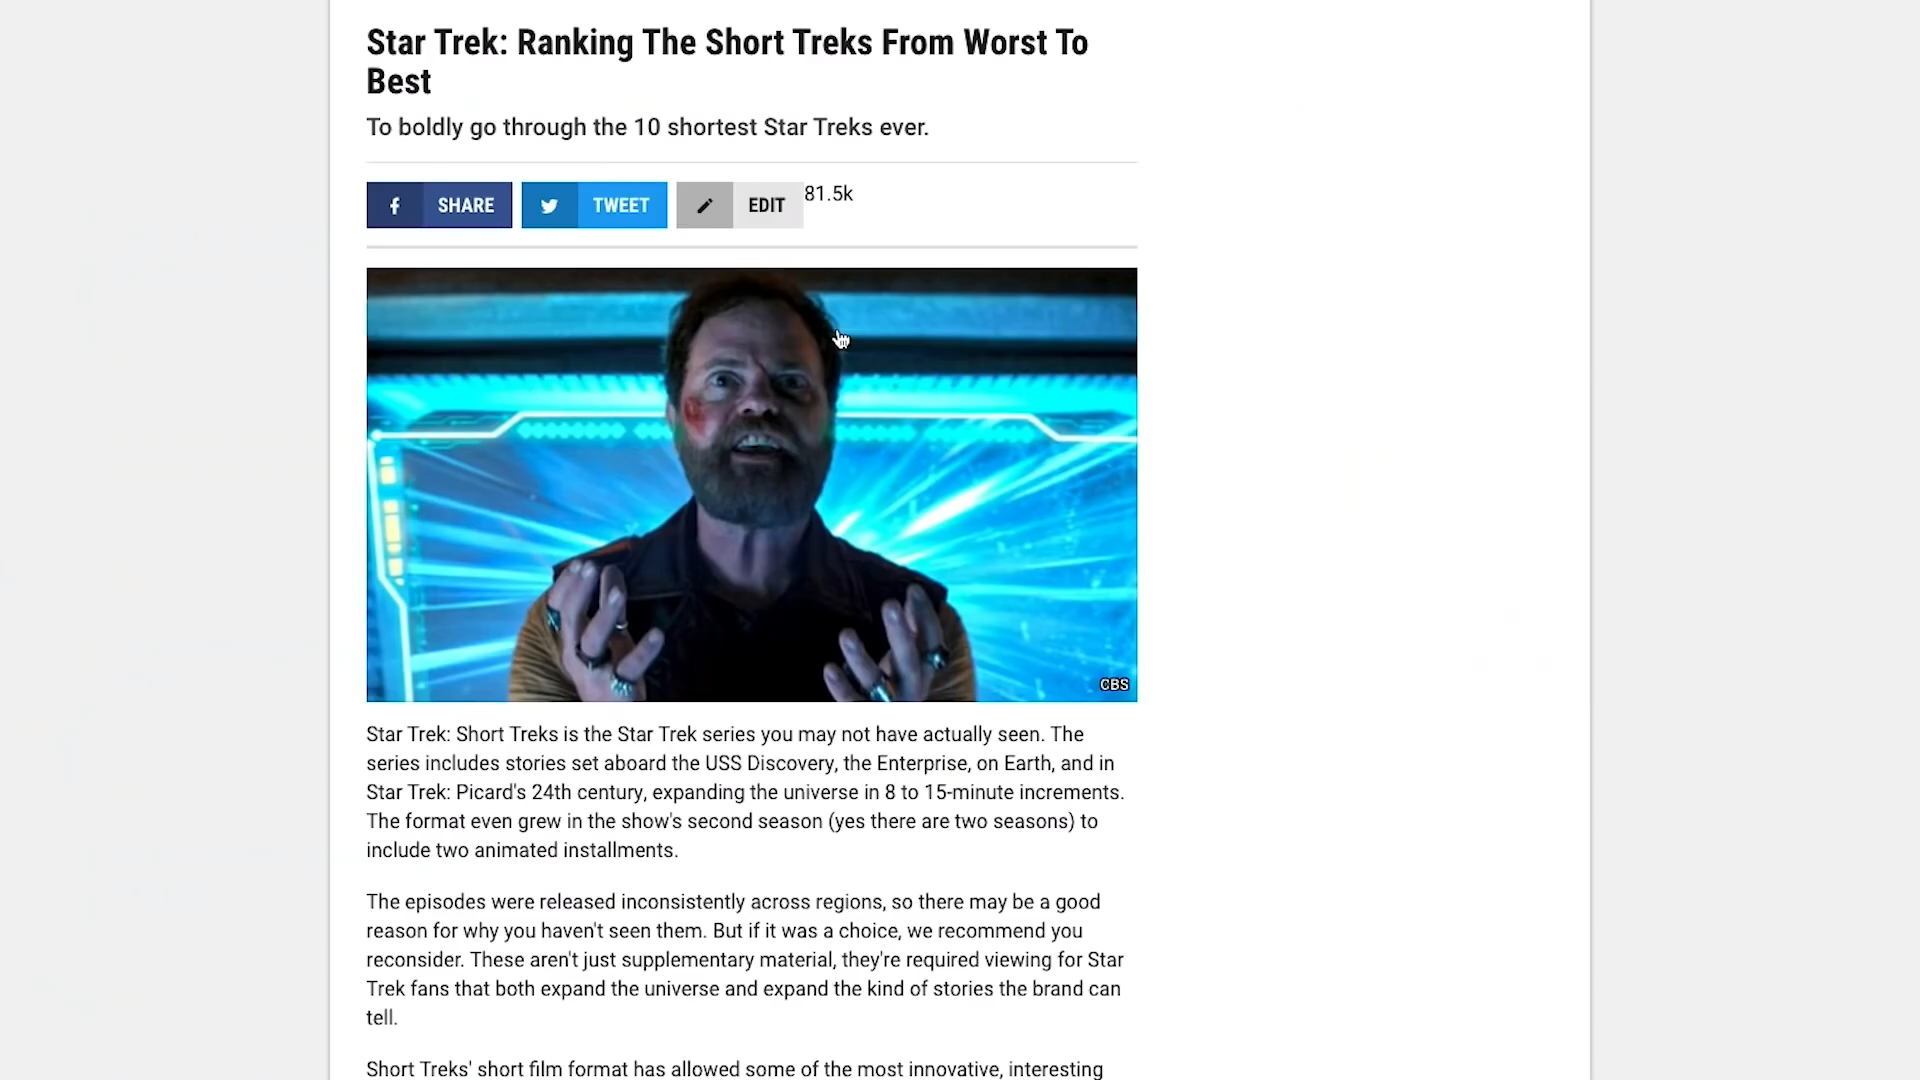 Star Trek: Ranking The Short Treks From Worst To
Best
To boldly go through the 10 shortest Star Treks ever.
SHARE
TWEET
EDIT
81.5k
CBS
Star Trek: Short Treks is the Star Trek series you may not have actually seen. The
series includes stories set aboard the USS Discovery, the Enterprise, on Earth, and in
Star Trek: Picard's 24th century, expanding the universe in 8 to 15-minute increments.
The format even grew in the show's second season (yes there are two seasons) to
include two animated installments.
The episodes were released inconsistently across regions, so there may be a good
reason for why you haven't seen them. But if it was a choice, we recommend you
reconsider. These aren't just supplementary material, they're required viewing for Star
Trek fans that both expand the universe and expand the kind of stories the brand can
tell.
Short Treks' short film format has allowed some of the most innovative, interesting